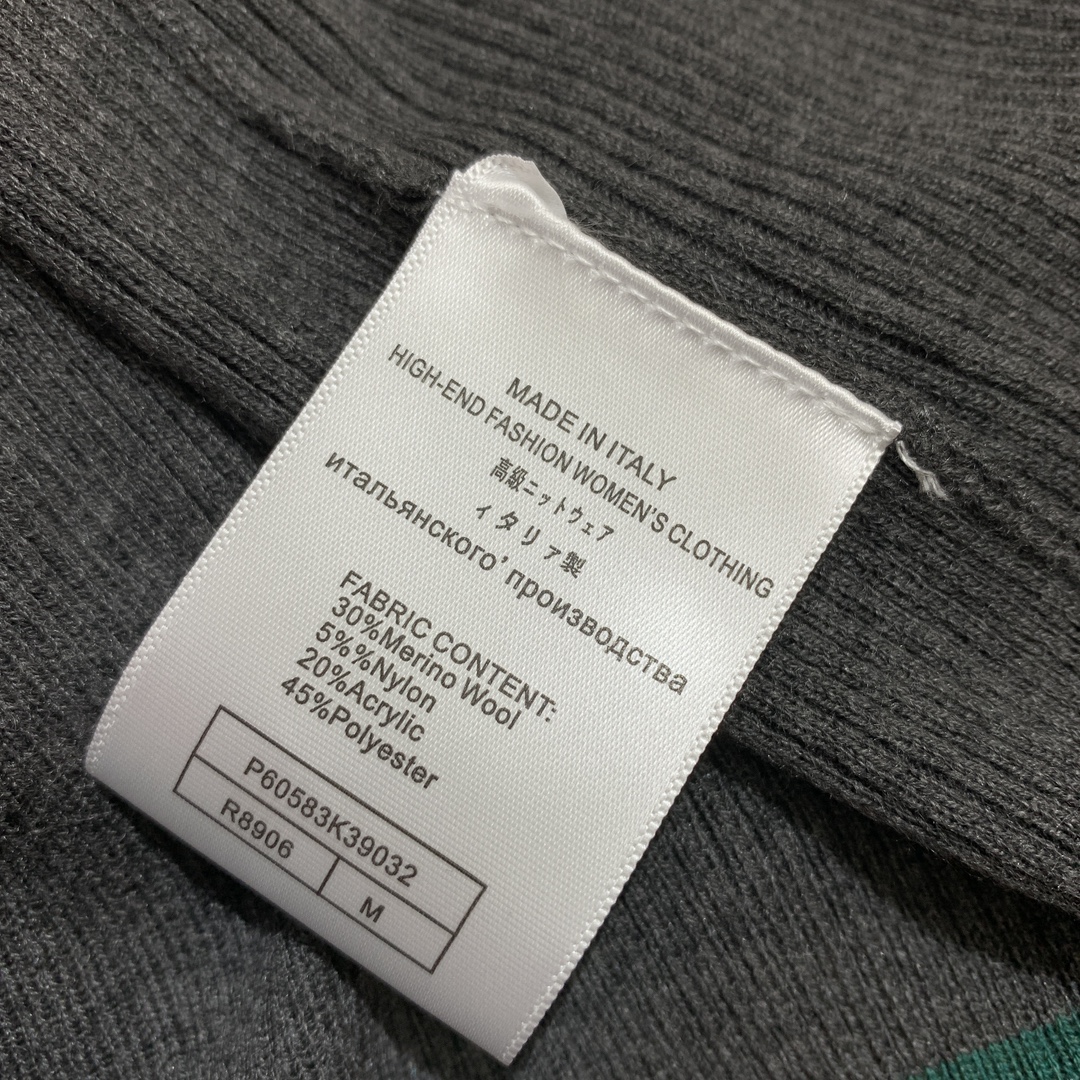 MADE IN ITALY
HIGH-END FASHION WOMEN'S CLOTHING
高級ニットウェア
イタリア製
итальянского' производства
FABRIC CONTENT:
30%Merino Wool
5%%Nylon
20%Acrylic
45%Polyester
P60583K39032
R8906 M